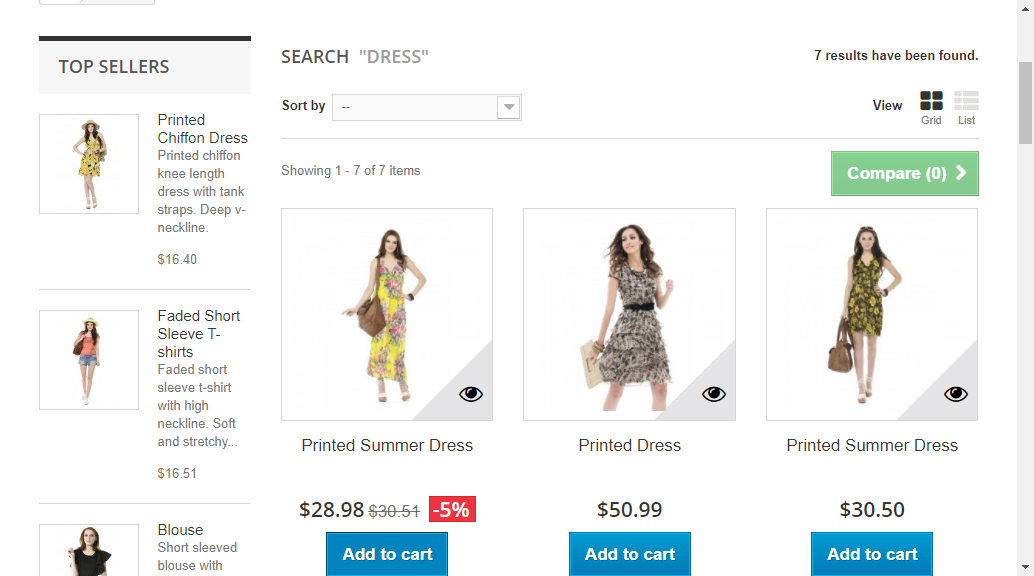 TOP SELLERS
Printed
Chiffon Dress
Printed chiffon
knee length
dress with tank
straps. Deep v-
neckline.
$16.40
Faded Short
Sleeve T-
shirts
Faded short
sleeve t-shirt
with high
neckline. Soft
and stretchy...
$16.51
Blouse
Short sleeved
blouse with
SEARCH "DRESS"
7 results have been found.
Sort by --
View
Grid List
Showing 1 - 7 of 7 items
Compare (0)
Printed Summer Dress
$28.98 $30.51 -5%
Add to cart
Printed Dress
$50.99
Add to cart
Printed Summer Dress
$30.50
Add to cart